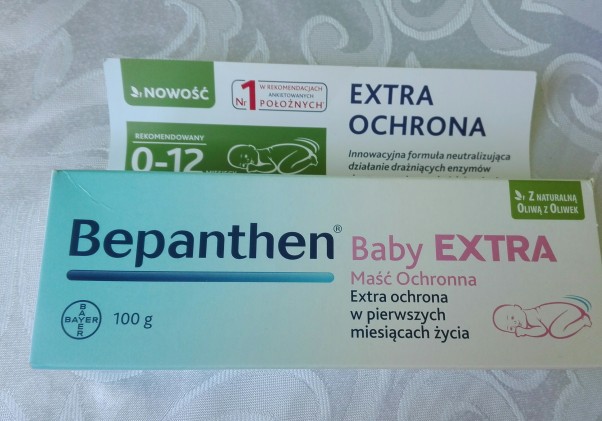 NOWOŚĆ
Nr 1
W REKOMENDACJACH
ANKIETOWANYCH
POŁOŻNYCH
EXTRA
OCHRONA
REKOMENDOWANY
0-12
Innowacyjna formuła neutralizująca
działanie drażniących enzymów
Z NATURALNĄ
OLIWĄ Z OLIWEK
Bepanthen®
Baby EXTRA
Maść Ochronna
Extra ochrona
w pierwszych
miesiącach życia
BAYER
BAYER
100 g